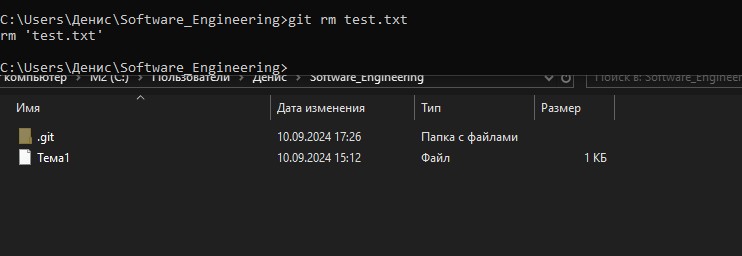 C:\Users\Денис\Software_Engineering>git rm test.txt
rm 'test.txt'
C:\Users\Денис\Software_Engineering>
компьютер > M2 (C:) > Пользователи > Денис > Software_Engineering
Поиск в: Software_Engineer
Имя Дата изменения Тип Размер
.git 10.09.2024 17:26 Папка с файлами
Тема1 10.09.2024 15:12 Файл 1 КБ